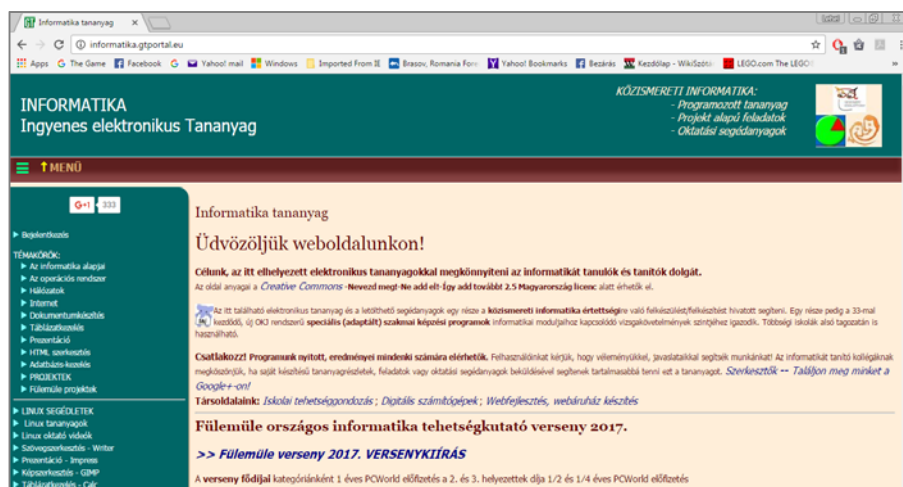 Informatika tananyag
informatika.gtportal.eu
Apps The Game Facebook Yahoo! mail Windows Imported From IE Brasov, Romania Fore Yahoo! Bookmarks Bezárás Kezdőlap - WikiSzótá LEGO.com The LEGO
INFORMATIKA
Ingyenes elektronikus Tananyag
KÖZISMERETI INFORMATIKA:
- Programozott tananyag
- Projekt alapú feladatok
- Oktatási segédanyagok
MENÜ
G+1 333
Bejelentkezés
TÉMAKÖRÖK:
Az informatika alapjai
Az operációs rendszer
Hálózatok
Internet
Dokumentumkészítés
Táblázatkezelés
Prezentáció
HTML szerkesztés
Adatbázis-kezelés
PROJEKTEK
Fülemüle projektek
LINUX SEGÉDLETEK
Linux tananyagok
Linux oktató videók
Szövegszerkesztés - Writer
Prezentáció - Impress
Képszerkesztés - GIMP
Táblázatkezelés - Calc
Informatika tananyag
Üdvözöljük weboldalunkon!
Célunk, az itt elhelyezett elektronikus tananyagokkal megkönnyíteni az informatikát tanulók és tanítók dolgát.
Az oldal anyagai a Creative Commons -Nevezd meg!-Ne add el!-Így add tovább! 2.5 Magyarország licenc alatt érhetők el.
Az itt található elektronikus tananyag és a letölthető segédanyagok egy része a közismereti informatika érettségire való felkészülést/felkészítést hivatott segíteni. Egy része pedig a 33-mal
kezdődő, új OKJ rendszerű speciális (adaptált) szakmai képzési programok informatikai moduljaihoz kapcsolódó vizsgakövetelmények szintjéhez igazodik. Többségi iskolák alsó tagozatán is
használható.
Csatlakozz! Programunk nyitott, eredményei mindenki számára elérhetők. Felhasználóinkat kérjük, hogy véleményükkel, javaslataikkal segítsék munkánkat! Az informatikát tanító kollégáknak
megköszönjük, ha saját készítésű tananyagrészletek, feladatok vagy oktatási segédanyagok beküldésével segítenek tartalmasabbá tenni ezt a tananyagot. Szerkesztők -- Találjon meg minket a
Google+-on!
Társoldalaink: Iskolai tehetséggondozás ; Digitális számítógépek ; Webfejlesztés, webáruház készítés
Fülemüle országos informatika tehetségkutató verseny 2017.
>> Fülemüle verseny 2017. VERSENYKIÍRÁS
A verseny fődíjai kategóriánként 1 éves PCWorld előfizetés a 2. és 3. helyezettek díja 1/2 és 1/4 éves PCWorld előfizetés